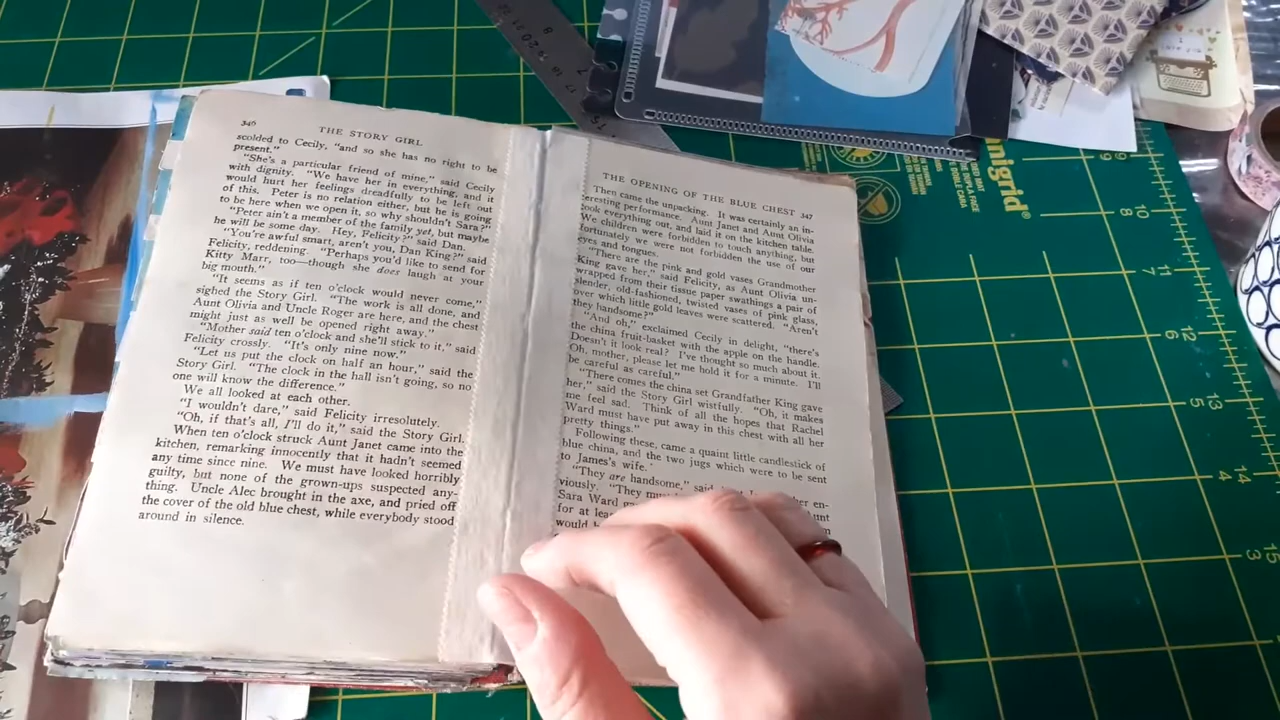 346
THE STORY GIRL
scolded to Cecily, "and so she has no right to be
present."
"She's a particular friend of mine," said Cecily
with dignity. "We have her in everything, and it
would hurt her feelings dreadfully to be left out
of this. Peter is no relation either, but he is going
to be here when we open it, so why shouldn't Sara?"
"Peter ain't a member of the family yet, but maybe
he will be some day. Hey, Felicity?" said Dan.
"You're awful smart, aren't you, Dan King?" said
Felicity, reddening. "Perhaps you'd like to send for
Kitty Marr, too—though she does laugh at your
big mouth."
"It seems as if ten o'clock would never come,"
sighed the Story Girl. "The work is all done, and
Aunt Olivia and Uncle Roger are here, and the chest
might just as well be opened right away."
"Mother said ten o'clock and she'll stick to it," said
Felicity crossly. "It's only nine now."
"Let us put the clock on half an hour," said the
Story Girl. "The clock in the hall isn't going, so no
one will know the difference."
We all looked at each other.
"I wouldn't dare," said Felicity irresolutely.
"Oh, if that's all, I'll do it," said the Story Girl.
When ten o'clock struck Aunt Janet came into the
kitchen, remarking innocently that it hadn't seemed
any time since nine. We must have looked horribly
guilty, but none of the grown-ups suspected any-
thing. Uncle Alec brought in the axe, and pried off
the cover of the old blue chest, while everybody stood
around in silence.
THE OPENING OF THE BLUE CHEST 347
Then came the unpacking. It was certainly an in-
teresting performance. Aunt Janet and Aunt Olivia
took everything out, and laid it on the kitchen table.
We children were forbidden to touch anything, but
fortunately we were not forbidden the use of our
eyes and tongues.
"There are the pink and gold vases Grandmother
King gave her," said Felicity, as Aunt Olivia un-
wrapped from their tissue paper swathings a pair of
slender, old-fashioned, twisted vases of pink glass,
over which little gold leaves were scattered. "Aren't
they handsome?"
"And oh," exclaimed Cecily in delight, "there's
the china fruit-basket with the apple on the handle.
Doesn't it look real? I've thought so much about it.
Oh, mother, please let me hold it for a minute. I'll
be careful as careful."
"There comes the china set Grandfather King gave
her," said the Story Girl wistfully. "Oh, it makes
me feel sad. Think of all the hopes that Rachel
Ward must have put away in this chest with all her
pretty things."
Following these, came a quaint little candlestick of
blue china, and the two jugs which were to be sent
to James's wife.
"They are handsome," said en-
viously. "They
Sara Ward
for at
would
nigrid®
10
11
12
13
14
15
6
5
4
3